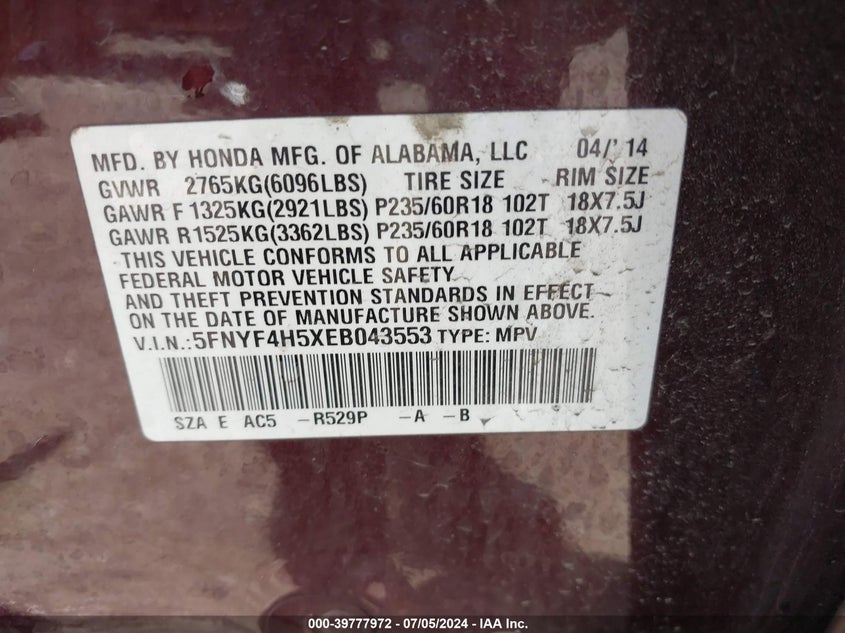 MFD. BY HONDA MFG. OF ALABAMA, LLC 04/'14
GVWR 2765KG(6096LBS) TIRE SIZE RIM SIZE
GAWR F 1325KG(2921LBS) P235/60R18 102T 18X7.5J
GAWR R1525KG(3362LBS) P235/60R18 102T 18X7.5J
THIS VEHICLE CONFORMS TO ALL APPLICABLE
FEDERAL MOTOR VEHICLE SAFETY
AND THEFT PREVENTION STANDARDS IN EFFECT
ON THE DATE OF MANUFACTURE SHOWN ABOVE.
V.I.N.:5FNYF4H5XEB043553 TYPE: MPV
SZA E AC5 -R529P -A -B
000-39777972 - 07/05/2024 - IAA Inc.